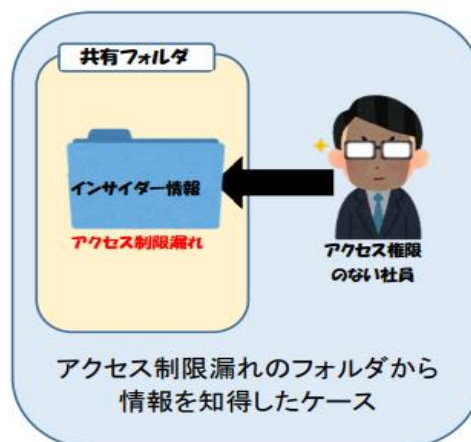 共有フォルダ
インサイダー情報
アクセス制限漏れ
アクセス権限
のない社員
アクセス制限漏れのフォルダから
情報を知得したケース